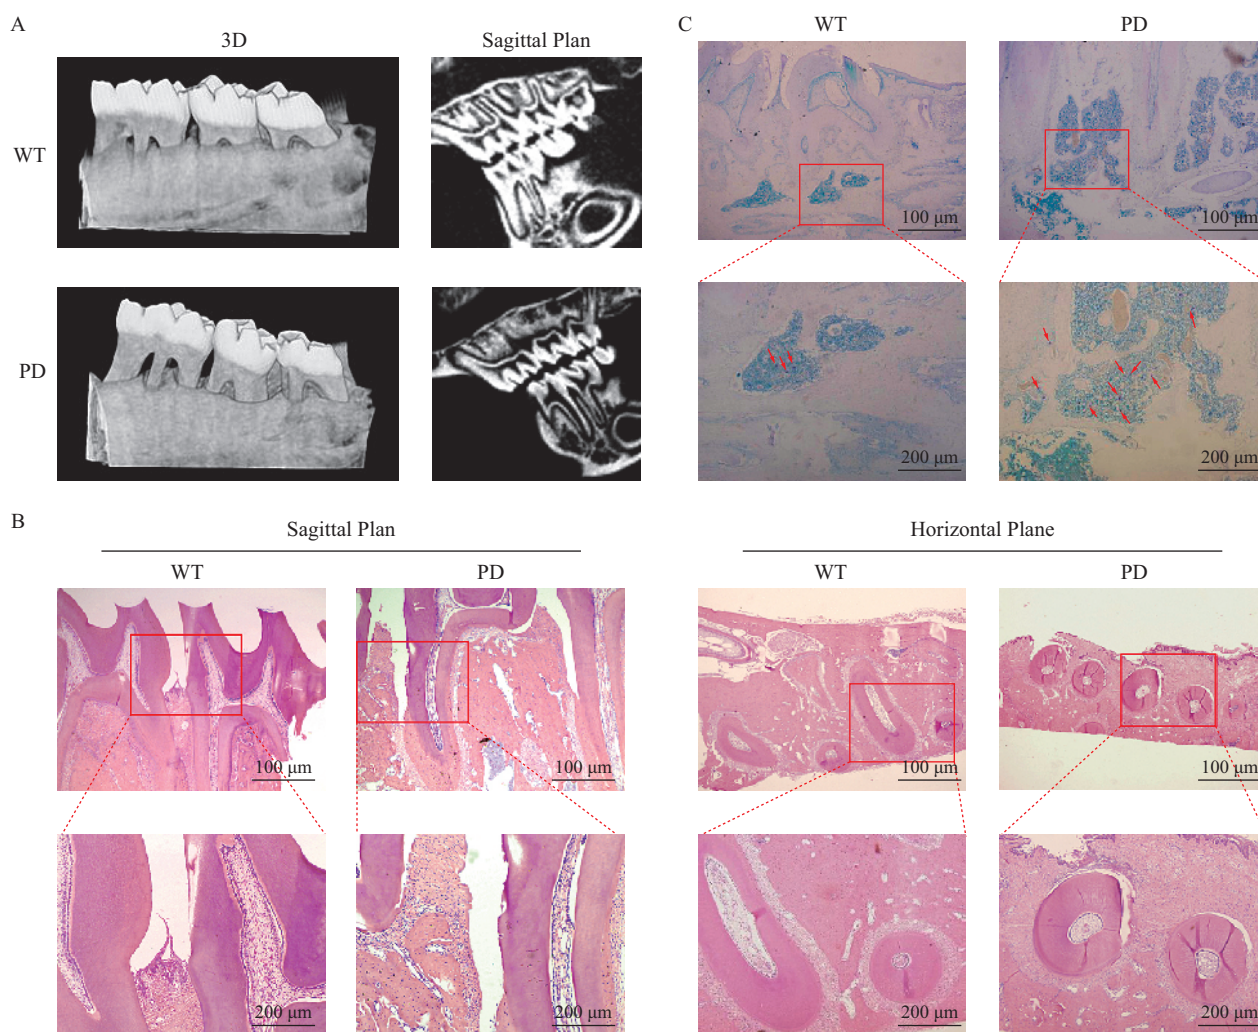 A
3D
Sagittal Plan
WT
PD
C
WT
PD
100 μm
100 μm
200 μm
200 μm
B
Sagittal Plan
Horizontal Plane
WT
PD
WT
PD
100 μm
100 μm
100 μm
100 μm
200 μm
200 μm
200 μm
200 μm